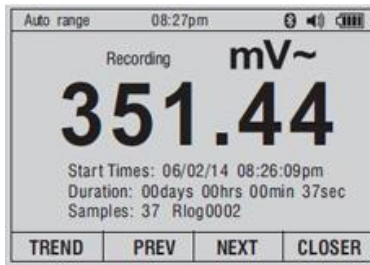 Auto range 08:27pm
Recording mV~
351.44
Start Times: 06/02/14 08:26:09pm
Duration: 00days 00hrs 00min 37sec
Samples: 37 Rlog0002
TREND PREV NEXT CLOSER